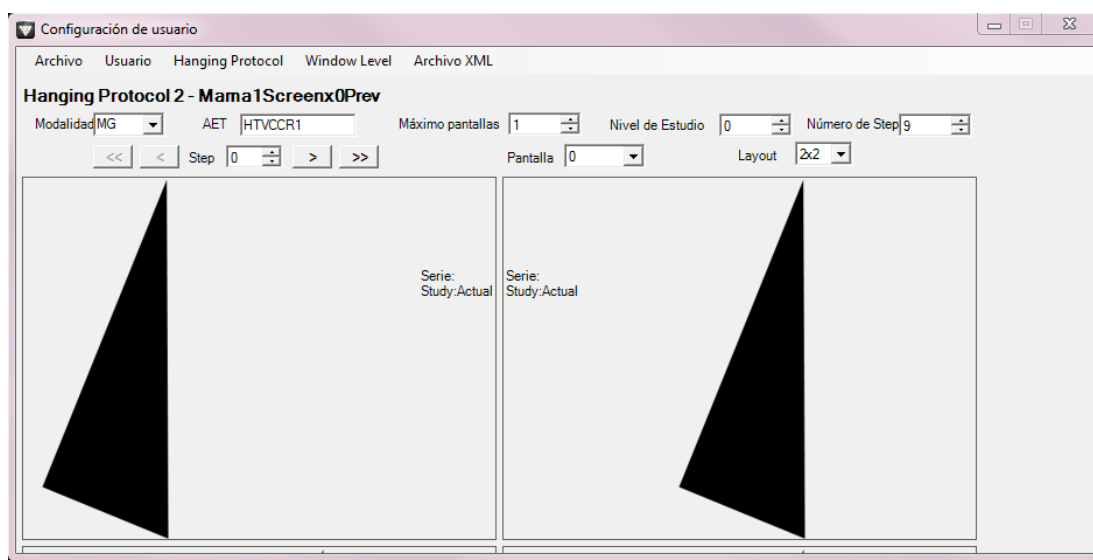 Configuración de usuario
Archivo Usuario Hanging Protocol Window Level Archivo XML
Hanging Protocol 2 - Mama1Screenx0Prev
Modalidad MG AET HTVCCR1 Máximo pantallas 1 Nivel de Estudio 0 Número de Step 9
<< < Step 0 > >> Pantalla 0 Layout 2x2
Serie: Serie:
Study:Actual Study:Actual